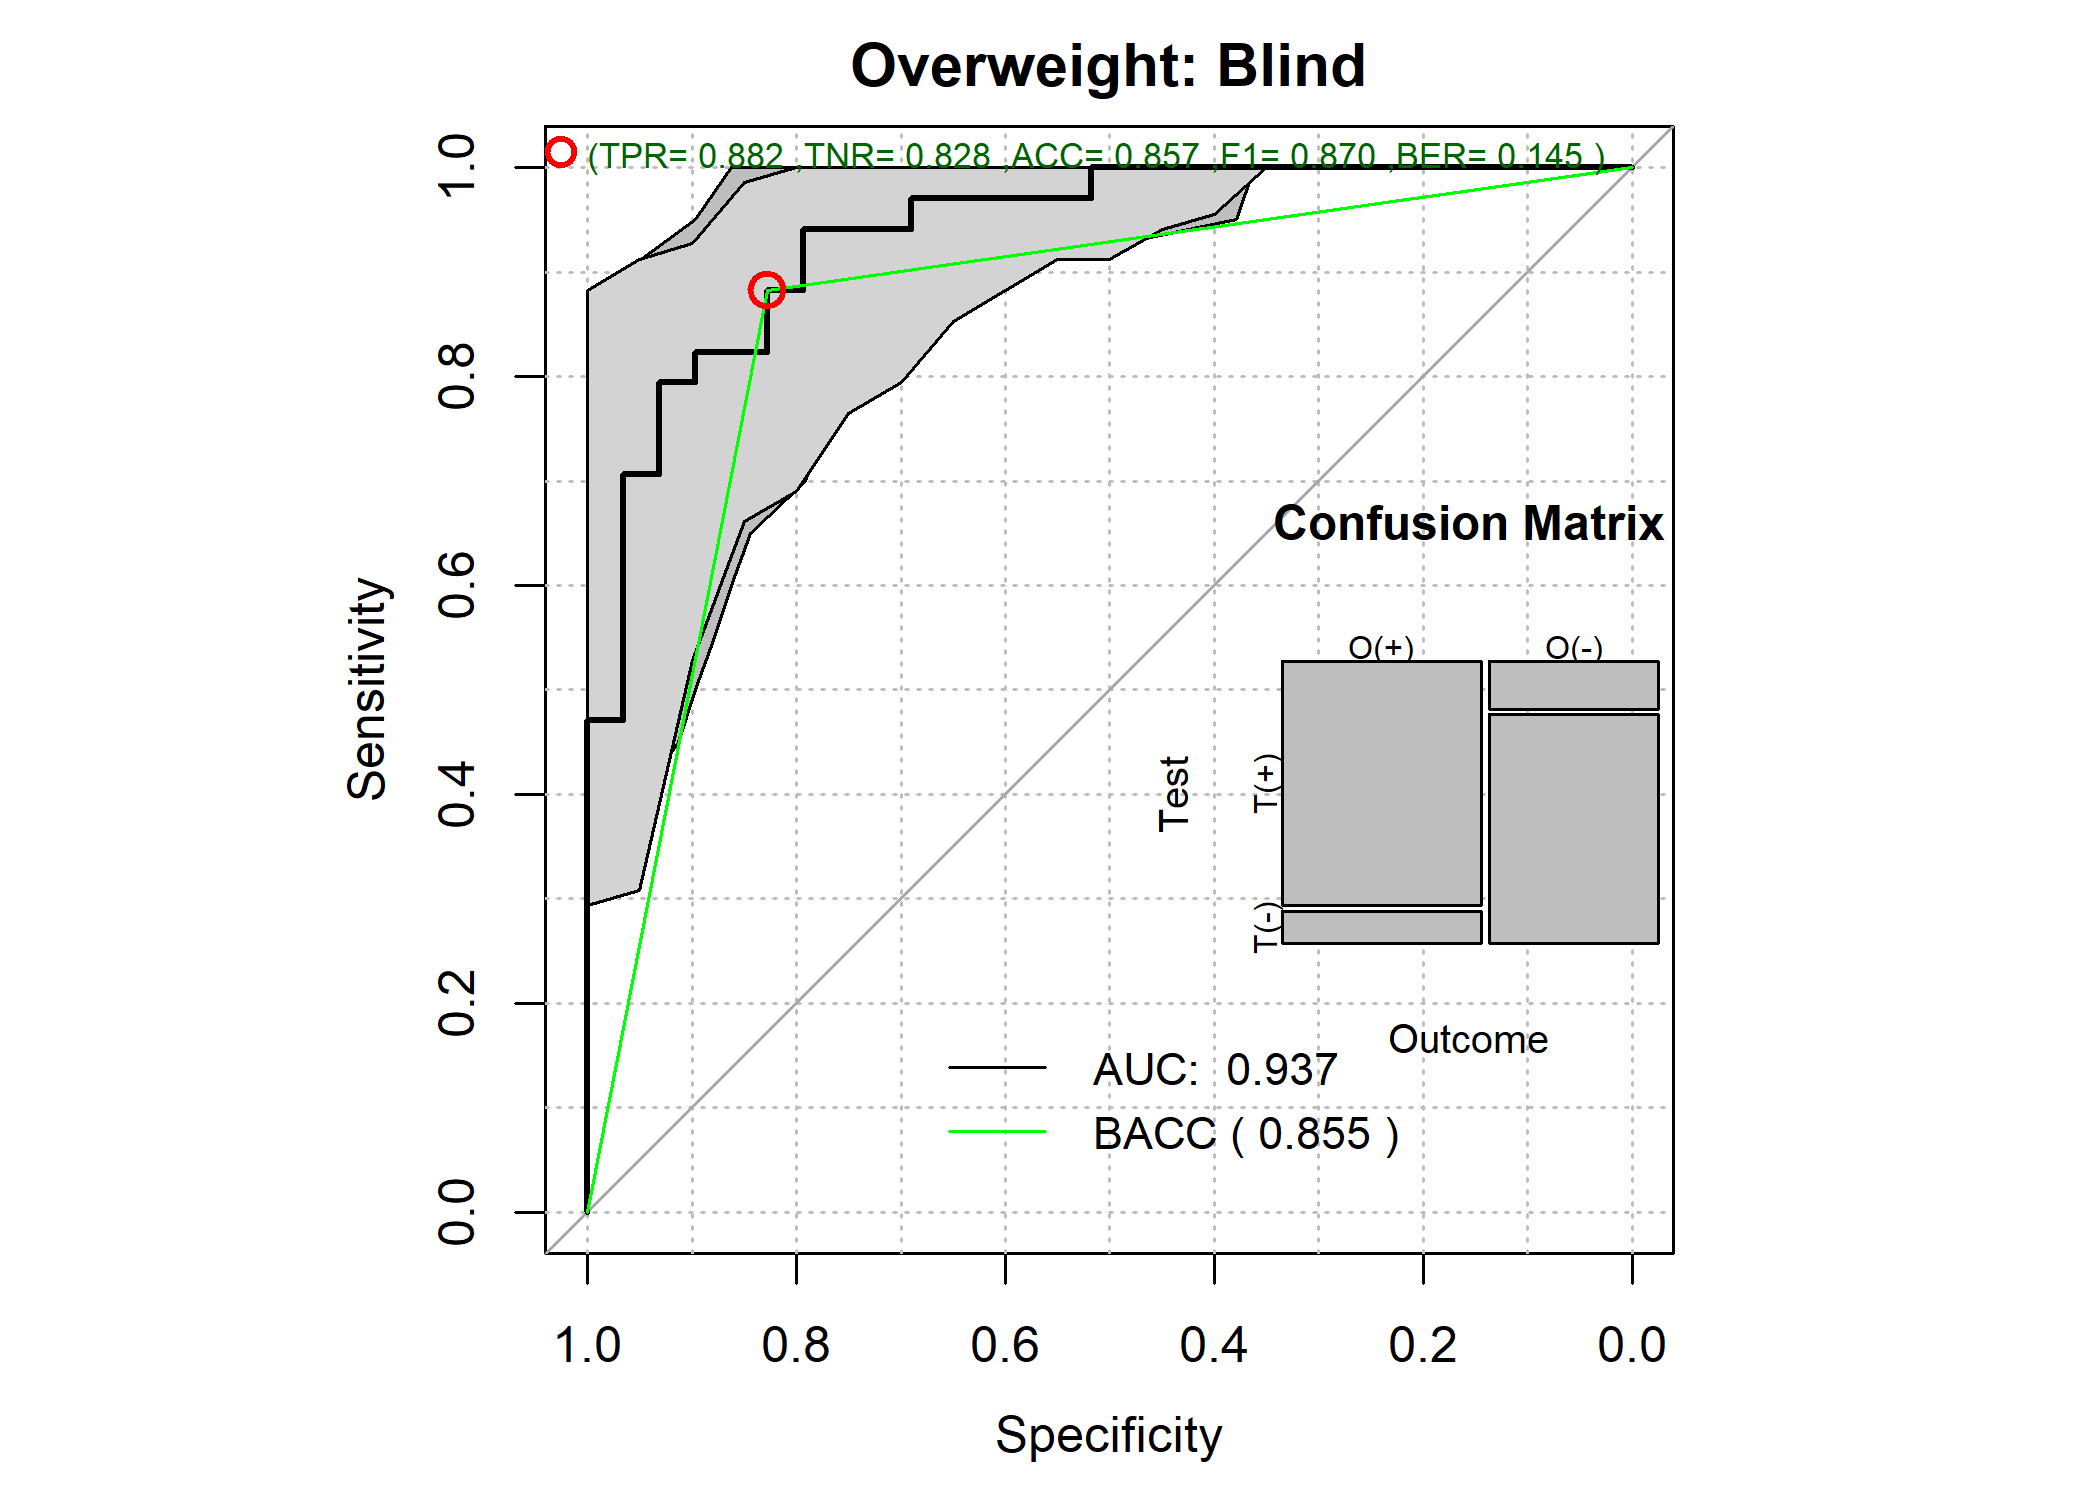 Overweight: Blind
(TPR= 0.882 ,TNR= 0.828 ,ACC= 0.857 ,F1= 0.870 ,BER= 0.145 )
1.0
0.8
0.6
0.4
0.2
0.0
Sensitivity
Confusion Matrix
O(+) O(-)
Test
T(+)
T(-)
Outcome
AUC: 0.937
BACC ( 0.855 )
1.0 0.8 0.6 0.4 0.2 0.0
Specificity